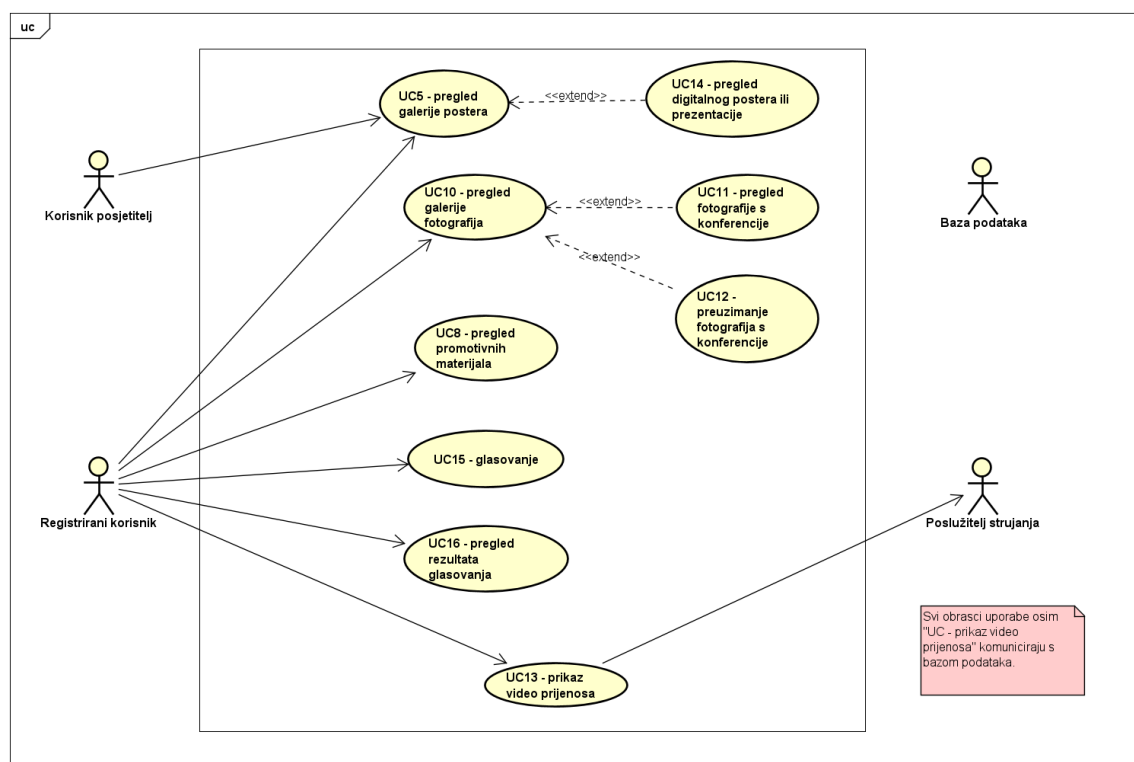 uc
UC5 - pregled
galerije postera
<<extend>>
UC14 - pregled
digitalnog postera ili
prezentacije
Korisnik posjetitelj
UC10 - pregled
galerije
fotografija
<<extend>>
UC11 - pregled
fotografije s
konferencije
Baza podataka
<<extend>>
UC12 -
preuzimanje
fotografija s
konferencije
UC8 - pregled
promotivnih
materijala
UC15 - glasovanje
Registrirani korisnik
Poslužitelj strujanja
UC16 - pregled
rezultata
glasovanja
Svi obrasci uporabe osim
"UC - prikaz video
prijenosa" komuniciraju s
bazom podataka.
UC13 - prikaz
video prijenosa